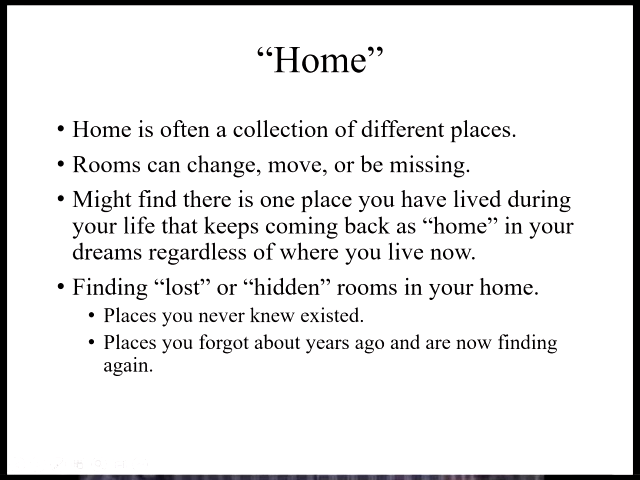 “Home”
• Home is often a collection of different places.
• Rooms can change, move, or be missing.
• Might find there is one place you have lived during
your life that keeps coming back as “home” in your
dreams regardless of where you live now.
• Finding “lost” or “hidden” rooms in your home.
• Places you never knew existed.
• Places you forgot about years ago and are now finding
again.